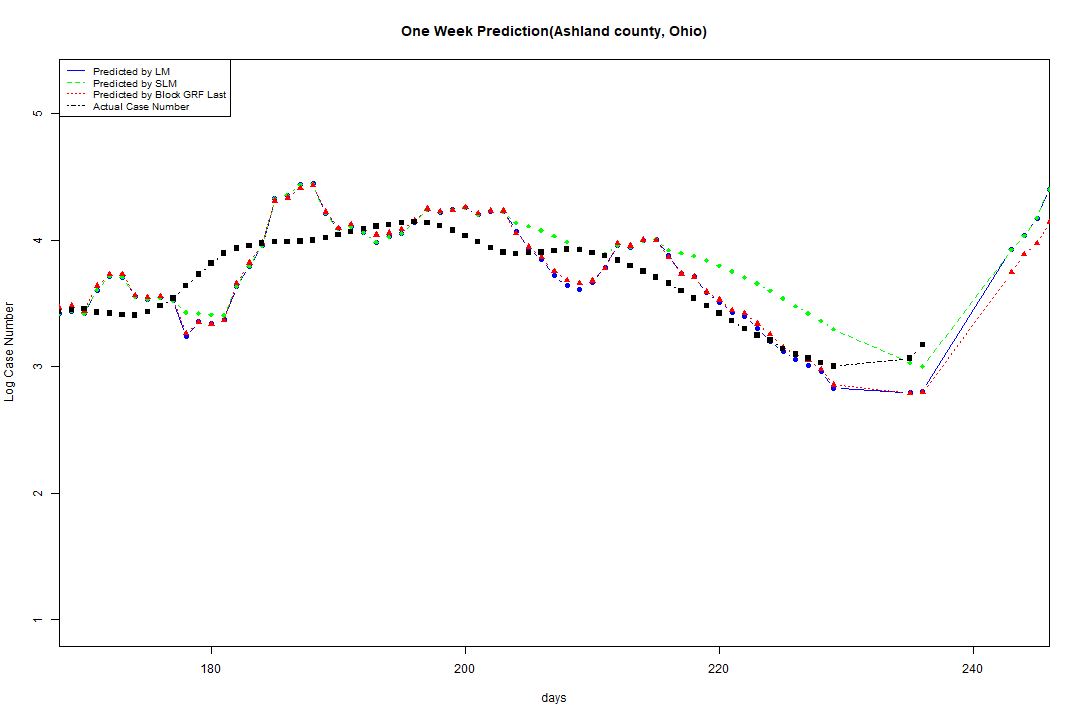 One Week Prediction(Ashland county, Ohio)
Predicted by LM
Predicted by SLM
Predicted by Block GRF Last
Actual Case Number
5
4
3
2
1
Log Case Number
180 200 220 240
days